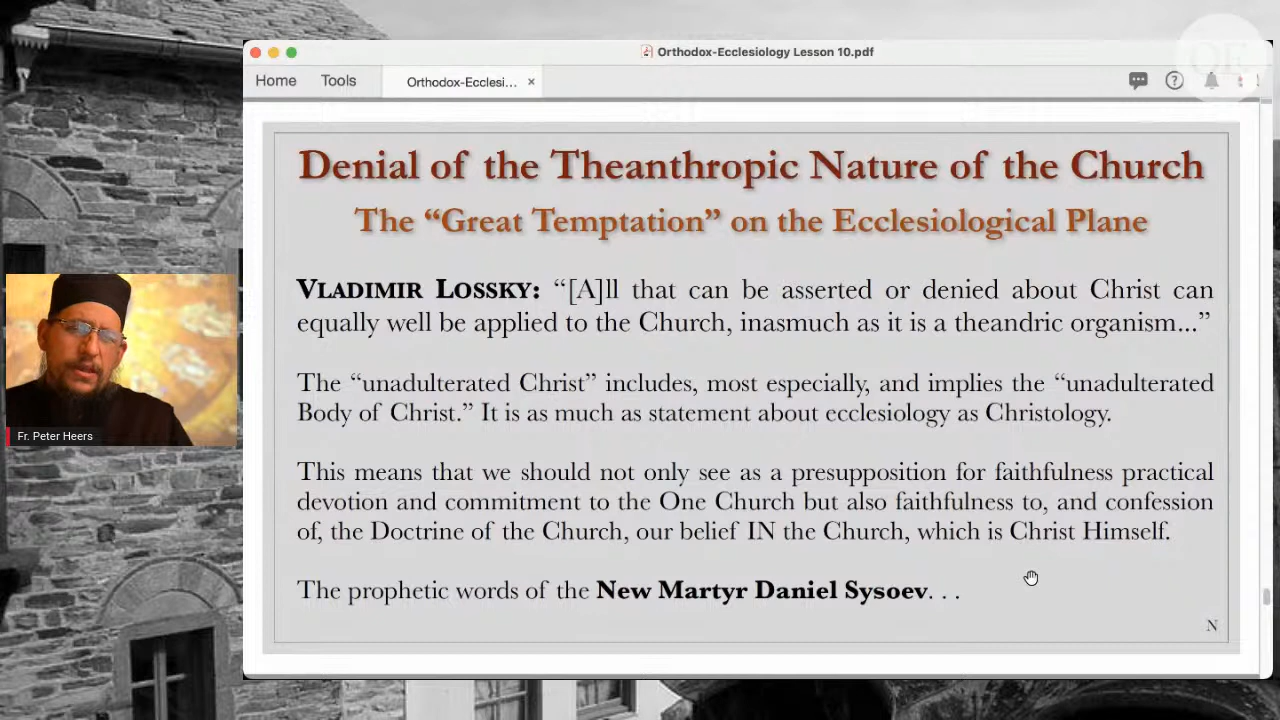 Orthodox-Ecclesiology Lesson 10.pdf
Home Tools Orthodox-Ecclesi... ×
OE
Denial of the Theanthropic Nature of the Church
The “Great Temptation” on the Ecclesiological Plane
VLADIMIR LOSSKY: “[A]ll that can be asserted or denied about Christ can
equally well be applied to the Church, inasmuch as it is a theandric organism...”
The “unadulterated Christ” includes, most especially, and implies the “unadulterated
Body of Christ.” It is as much as statement about ecclesiology as Christology.
This means that we should not only see as a presupposition for faithfulness practical
devotion and commitment to the One Church but also faithfulness to, and confession
of, the Doctrine of the Church, our belief IN the Church, which is Christ Himself.
The prophetic words of the New Martyr Daniel Sysoev. . .
N
Fr. Peter Heers